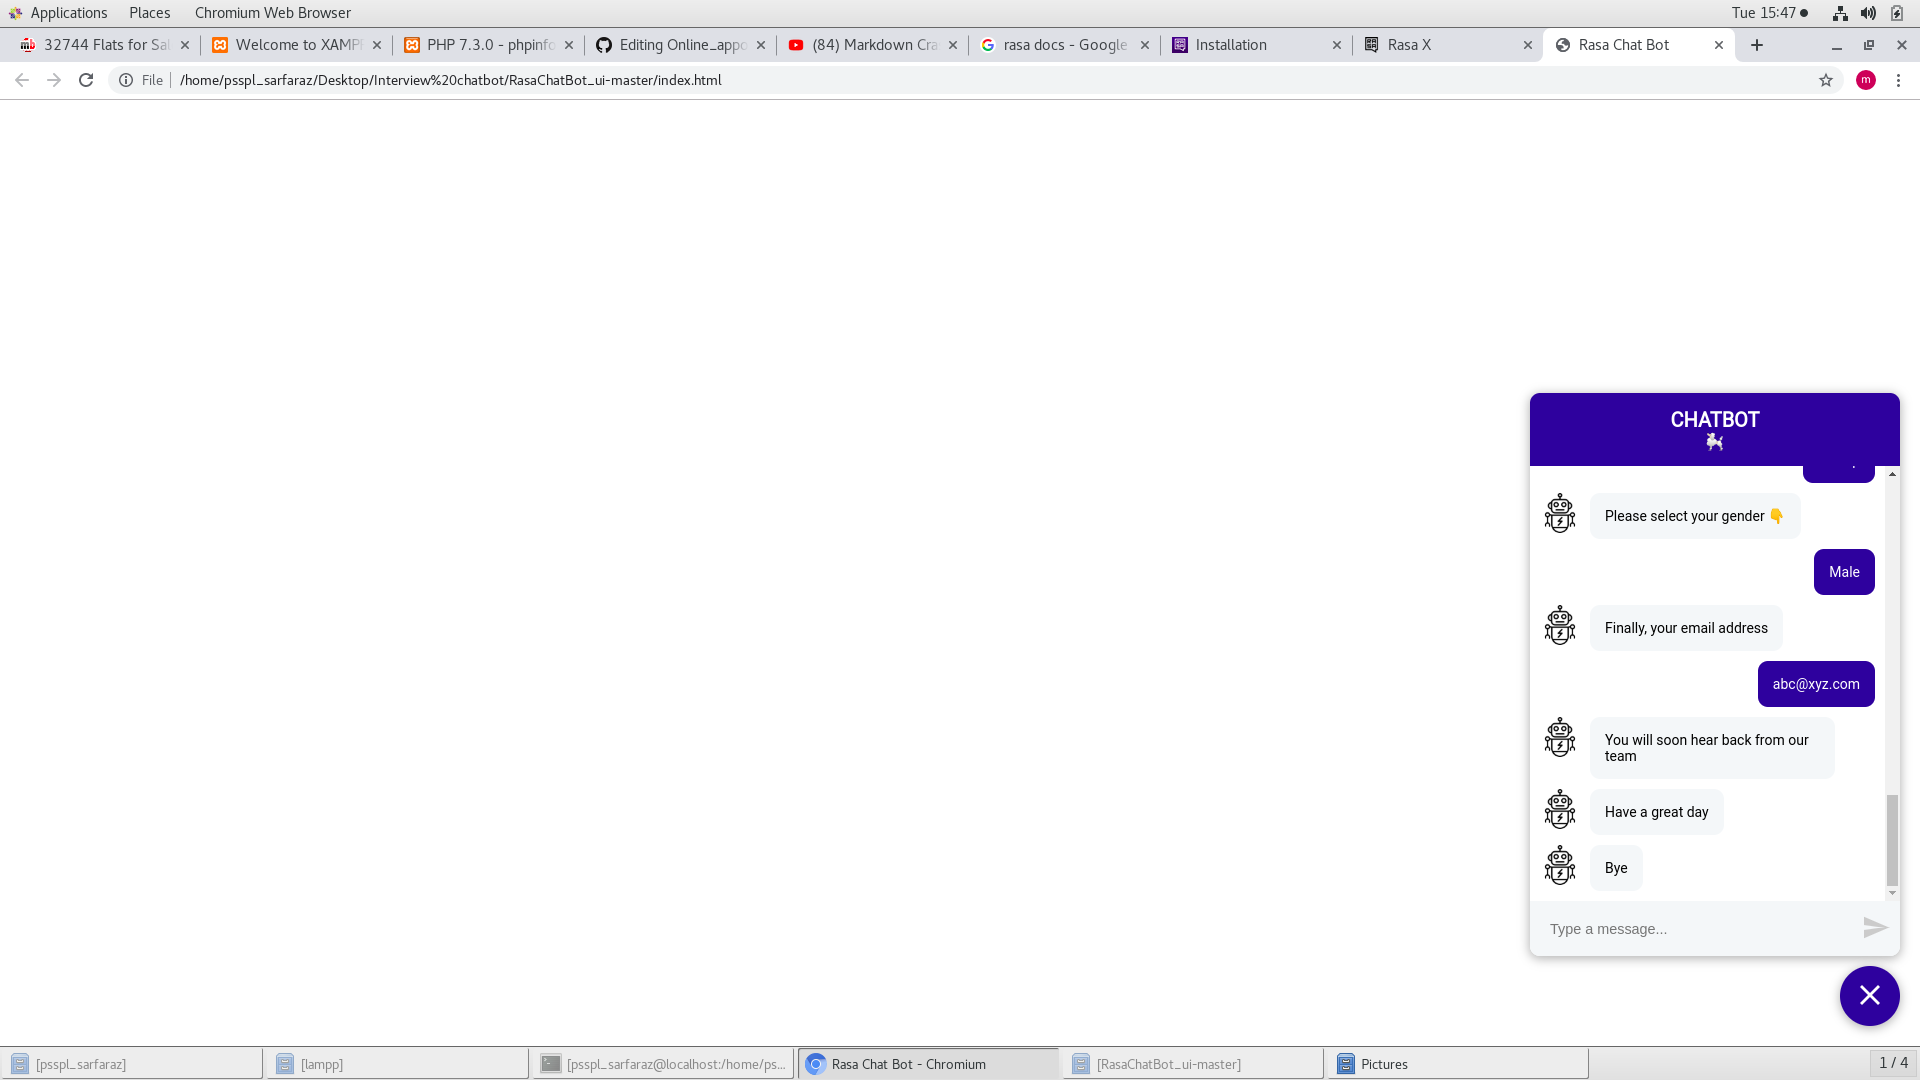 Applications Places Chromium Web Browser Tue 15:47
32744 Flats for Sal
Welcome to XAMP
PHP 7.3.0 - phpinfo
Editing Online_appo
(84) Markdown Cra
rasa docs - Google
Installation
Rasa X
Rasa Chat Bot
File /home/psspl_sarfaraz/Desktop/Interview%20chatbot/RasaChatBot_ui-master/index.html
m
CHATBOT
Please select your gender 👇
Male
Finally, your email address
abc@xyz.com
You will soon hear back from our
team
Have a great day
Bye
Type a message...
[psspl_sarfaraz]
[lampp]
[psspl_sarfaraz@localhost:/home/ps...
Rasa Chat Bot - Chromium
[RasaChatBot_ui-master]
Pictures
1 / 4